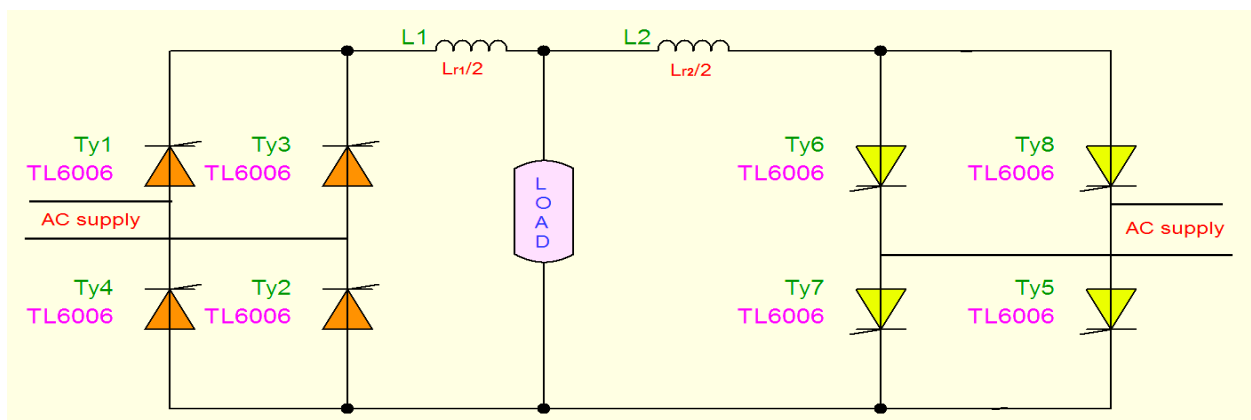 L1
Lr1/2
L2
Lr2/2
Ty1
TL6006
Ty3
TL6006
Ty6
TL6006
Ty8
TL6006
LOAD
AC supply
AC supply
Ty4
TL6006
Ty2
TL6006
Ty7
TL6006
Ty5
TL6006